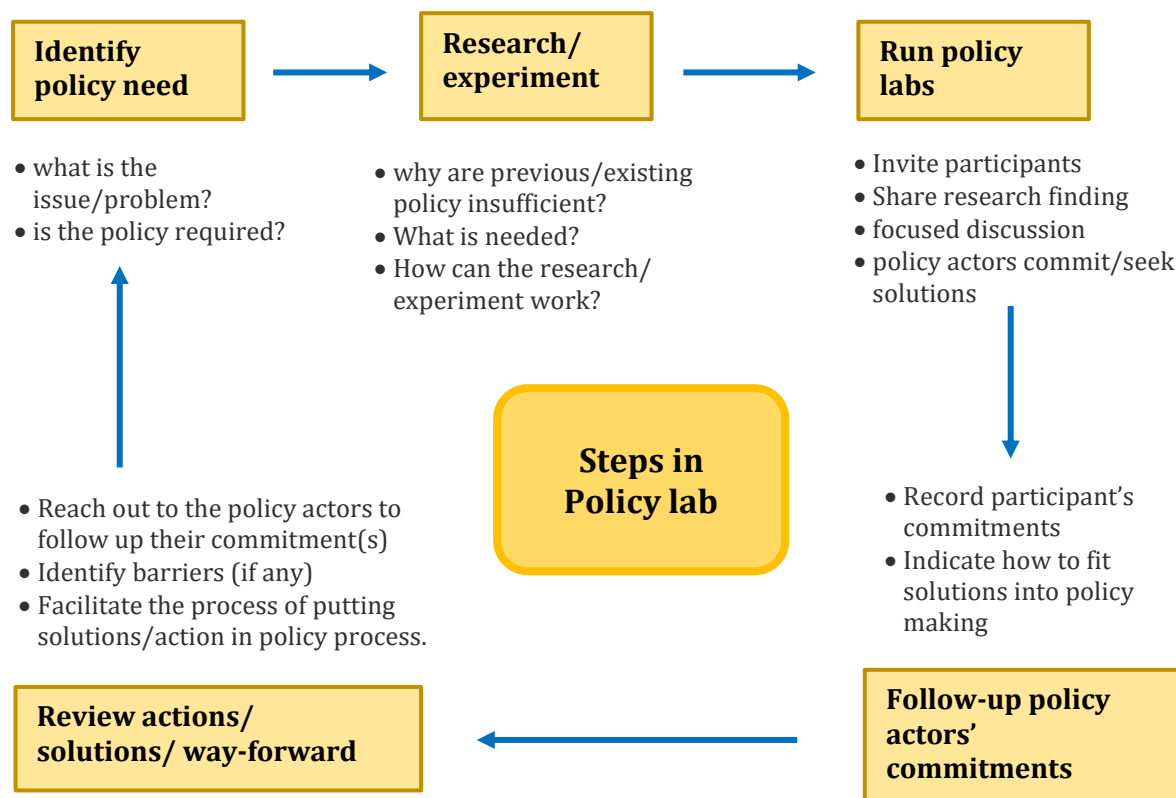 Identify
policy need
Research/
experiment
Run policy
labs
• what is the
issue/problem?
• is the policy required?
• why are previous/existing
policy insufficient?
• What is needed?
• How can the research/
experiment work?
• Invite participants
• Share research finding
• focused discussion
• policy actors commit/seek
solutions
Steps in
Policy lab
• Reach out to the policy actors to
follow up their commitment(s)
• Identify barriers (if any)
• Facilitate the process of putting
solutions/action in policy process.
• Record participant’s
commitments
• Indicate how to fit
solutions into policy
making
Review actions/
solutions/ way-forward
Follow-up policy
actors’
commitments